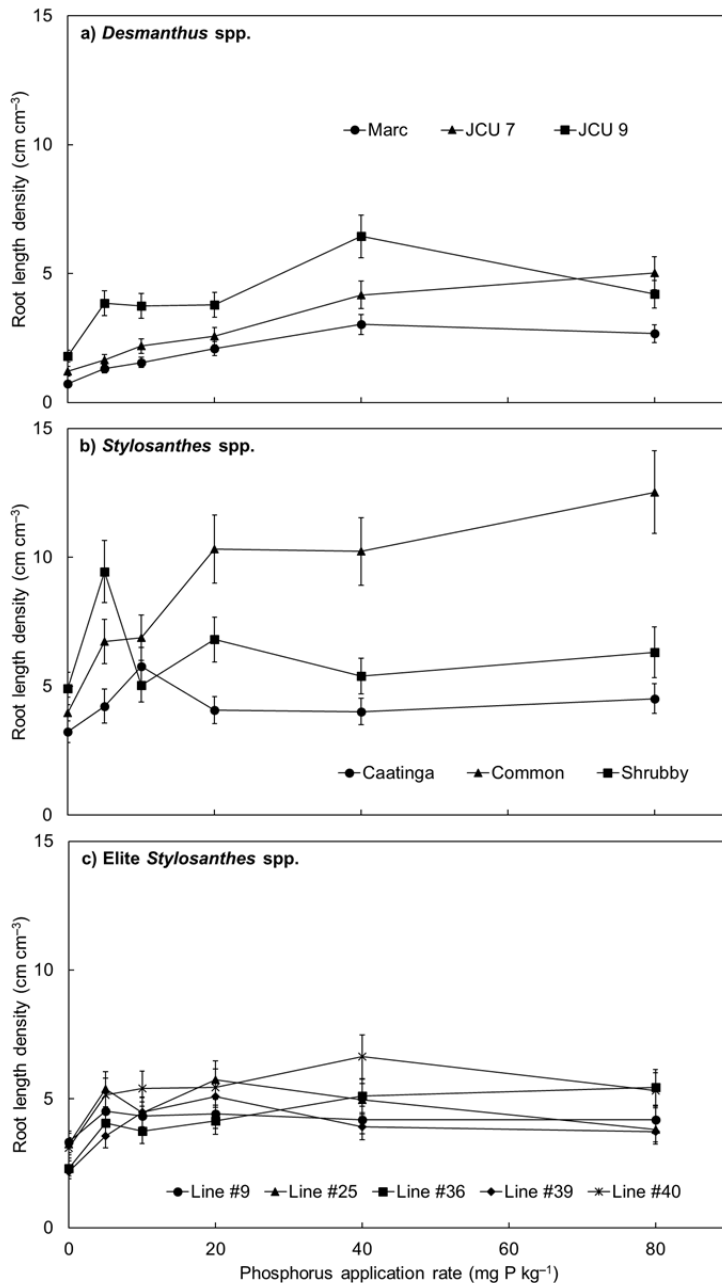 15
a) Desmanthus spp.
Marc JCU 7 JCU 9
10
5
0
Root length density (cm cm⁻³)
15
b) Stylosanthes spp.
10
5
Caatinga Common Shrubby
0
Root length density (cm cm⁻³)
15
c) Elite Stylosanthes spp.
10
5
Line #9 Line #25 Line #36 Line #39 Line #40
0
Root length density (cm cm⁻³)
0 20 40 60 80
Phosphorus application rate (mg P kg⁻¹)